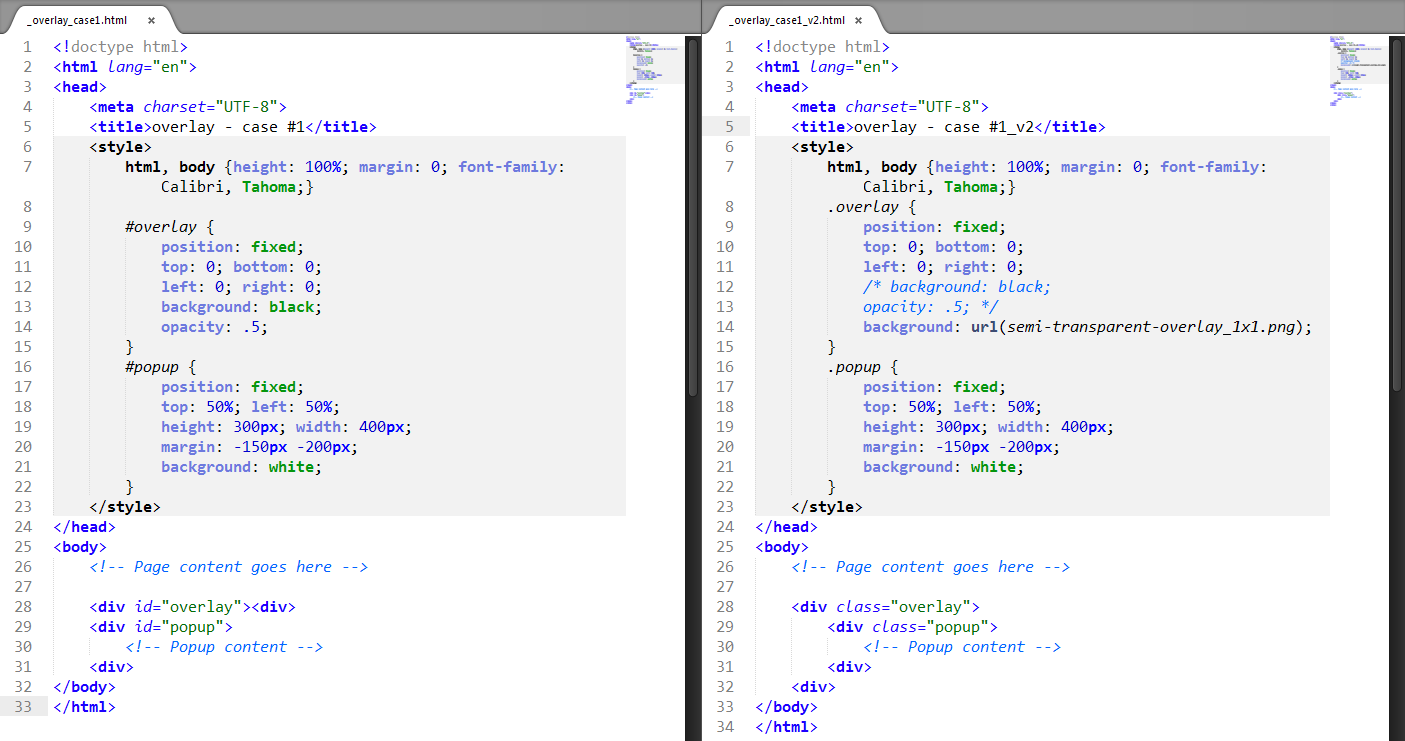 _overlay_case1.html ×
1 <!doctype html>
2 <html lang="en">
3 <head>
4     <meta charset="UTF-8">
5     <title>overlay - case #1</title>
6     <style>
7         html, body {height: 100%; margin: 0; font-family:
            Calibri, Tahoma;}
8
9         #overlay {
10             position: fixed;
11             top: 0; bottom: 0;
12             left: 0; right: 0;
13             background: black;
14             opacity: .5;
15         }
16         #popup {
17             position: fixed;
18             top: 50%; left: 50%;
19             height: 300px; width: 400px;
20             margin: -150px -200px;
21             background: white;
22         }
23     </style>
24 </head>
25 <body>
26     <!-- Page content goes here -->
27
28     <div id="overlay"><div>
29     <div id="popup">
30         <!-- Popup content -->
31     <div>
32 </body>
33 </html>
_overlay_case1_v2.html ×
1 <!doctype html>
2 <html lang="en">
3 <head>
4     <meta charset="UTF-8">
5     <title>overlay - case #1_v2</title>
6     <style>
7         html, body {height: 100%; margin: 0; font-family:
            Calibri, Tahoma;}
8         .overlay {
9             position: fixed;
10             top: 0; bottom: 0;
11             left: 0; right: 0;
12             /* background: black;
13             opacity: .5; */
14             background: url(semi-transparent-overlay_1x1.png);
15         }
16         .popup {
17             position: fixed;
18             top: 50%; left: 50%;
19             height: 300px; width: 400px;
20             margin: -150px -200px;
21             background: white;
22         }
23     </style>
24 </head>
25 <body>
26     <!-- Page content goes here -->
27
28     <div class="overlay">
29         <div class="popup">
30             <!-- Popup content -->
31         <div>
32     <div>
33 </body>
34 </html>